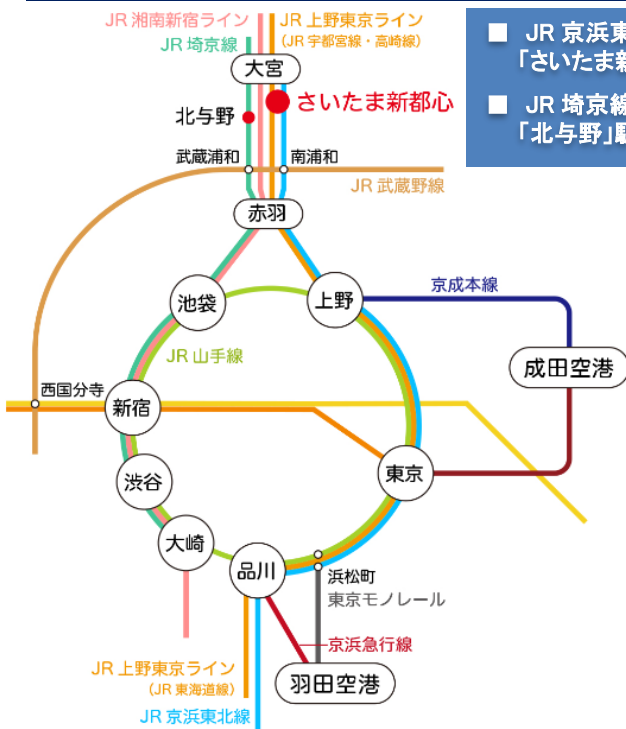 JR 湘南新宿ライン
JR 上野東京ライン
(JR 宇都宮線・高崎線)
JR 埼京線
大宮
さいたま新都心
北与野
■ JR 京浜東
「さいたま新
■ JR 埼京線
「北与野」駅
武蔵浦和
南浦和
JR 武蔵野線
赤羽
池袋
上野
京成本線
JR 山手線
成田空港
西国分寺
新宿
渋谷
東京
大崎
品川
浜松町
東京モノレール
京浜急行線
羽田空港
JR 上野東京ライン
(JR 東海道線)
JR 京浜東北線